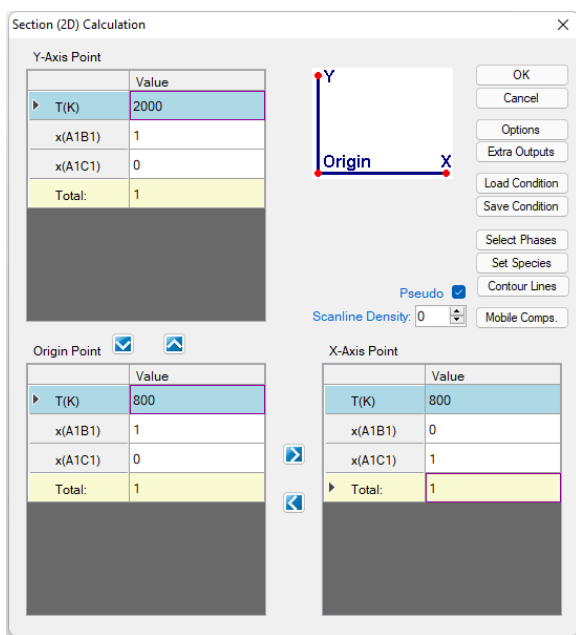 Section (2D) Calculation
Y-Axis Point
Value
T(K) 2000
x(A1B1) 1
x(A1C1) 0
Total: 1
Y
Origin X
OK
Cancel
Options
Extra Outputs
Load Condition
Save Condition
Select Phases
Set Species
Contour Lines
Mobile Comps.
Pseudo
Scanline Density: 0
Origin Point
Value
T(K) 800
x(A1B1) 1
x(A1C1) 0
Total: 1
X-Axis Point
Value
T(K) 800
x(A1B1) 0
x(A1C1) 1
Total: 1